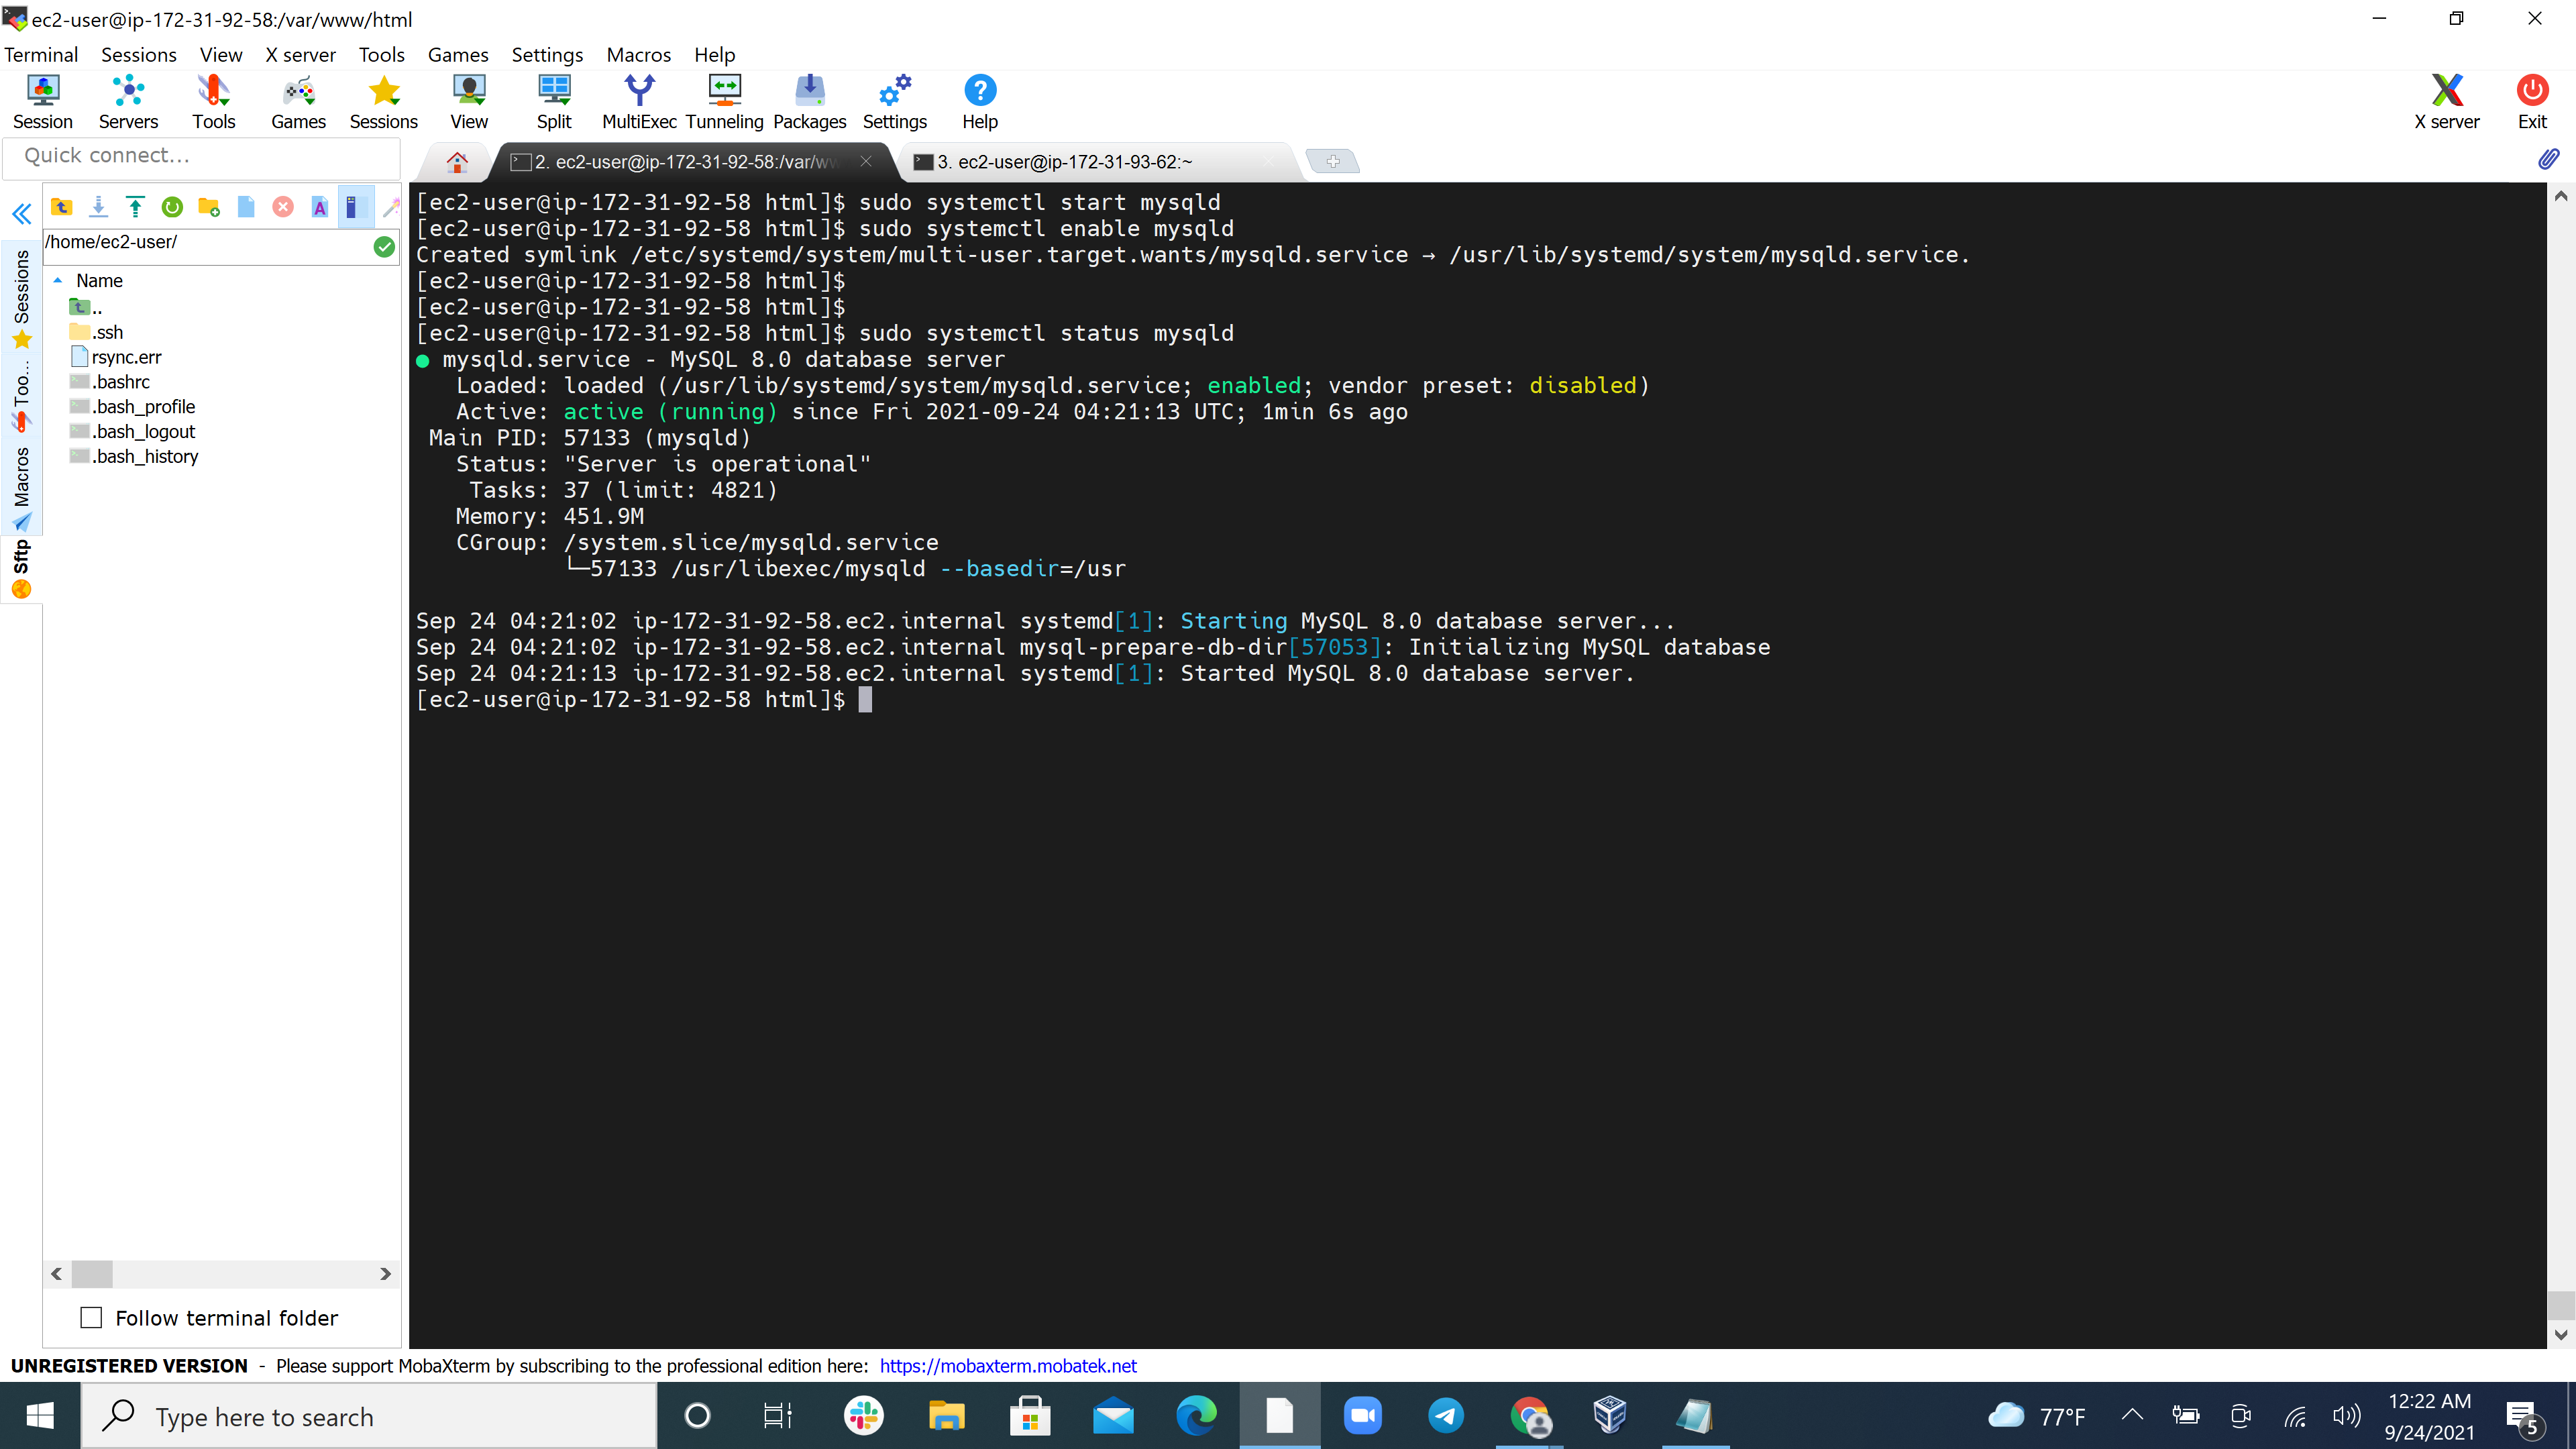 ec2-user@ip-172-31-92-58:/var/www/html
Terminal Sessions View X server Tools Games Settings Macros Help
Session Servers Tools Games Sessions View Split MultiExec Tunneling Packages Settings Help X server Exit
Quick connect...
2. ec2-user@ip-172-31-92-58:/var/ww
3. ec2-user@ip-172-31-93-62:~
/home/ec2-user/
Name
..
.ssh
rsync.err
.bashrc
.bash_profile
.bash_logout
.bash_history
Sessions
Too...
Macros
Sftp
[ec2-user@ip-172-31-92-58 html]$ sudo systemctl start mysqld
[ec2-user@ip-172-31-92-58 html]$ sudo systemctl enable mysqld
Created symlink /etc/systemd/system/multi-user.target.wants/mysqld.service → /usr/lib/systemd/system/mysqld.service.
[ec2-user@ip-172-31-92-58 html]$
[ec2-user@ip-172-31-92-58 html]$
[ec2-user@ip-172-31-92-58 html]$ sudo systemctl status mysqld
● mysqld.service - MySQL 8.0 database server
Loaded: loaded (/usr/lib/systemd/system/mysqld.service; enabled; vendor preset: disabled)
Active: active (running) since Fri 2021-09-24 04:21:13 UTC; 1min 6s ago
Main PID: 57133 (mysqld)
Status: "Server is operational"
Tasks: 37 (limit: 4821)
Memory: 451.9M
CGroup: /system.slice/mysqld.service
└─57133 /usr/libexec/mysqld --basedir=/usr
Sep 24 04:21:02 ip-172-31-92-58.ec2.internal systemd[1]: Starting MySQL 8.0 database server...
Sep 24 04:21:02 ip-172-31-92-58.ec2.internal mysql-prepare-db-dir[57053]: Initializing MySQL database
Sep 24 04:21:13 ip-172-31-92-58.ec2.internal systemd[1]: Started MySQL 8.0 database server.
[ec2-user@ip-172-31-92-58 html]$
Follow terminal folder
UNREGISTERED VERSION - Please support MobaXterm by subscribing to the professional edition here: https://mobaxterm.mobatek.net
Type here to search
77°F
12:22 AM
9/24/2021
5